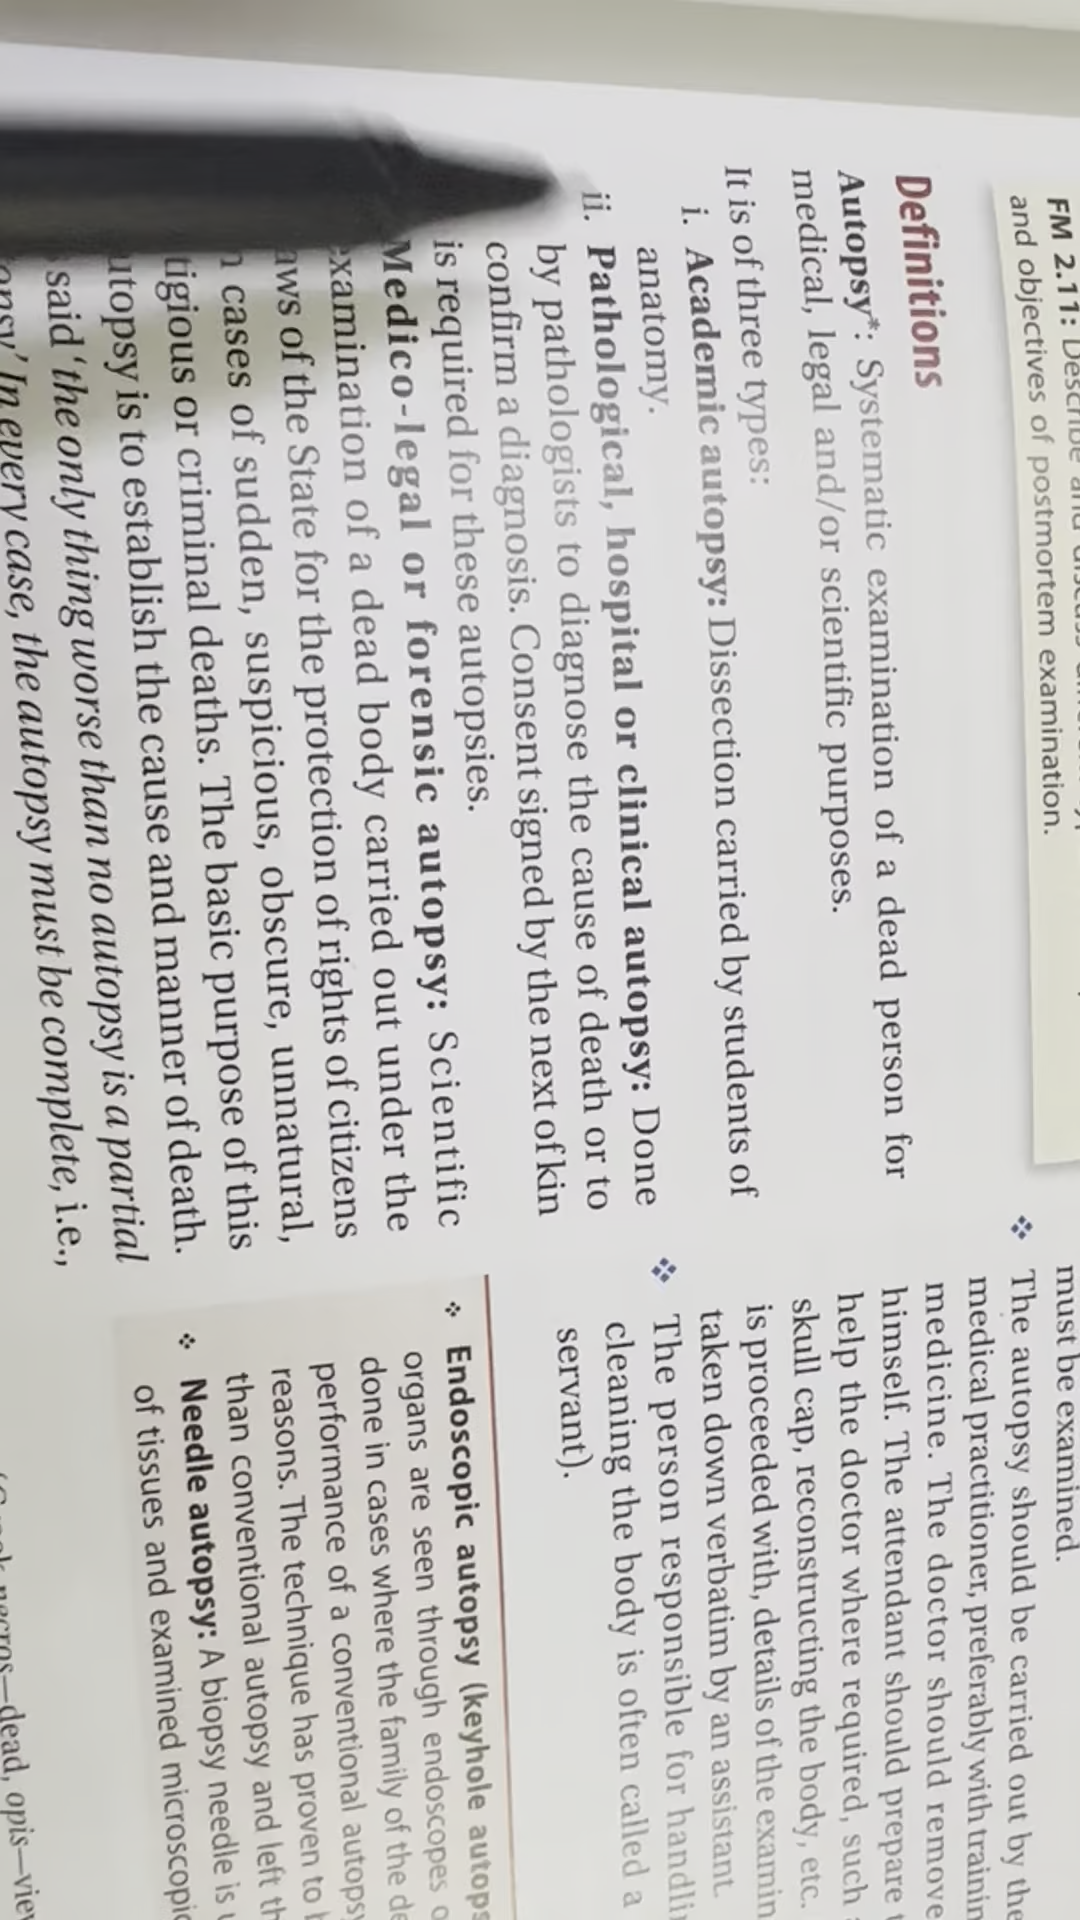 FM 2.11: Describe and discuss
and objectives of postmortem examination.
Definitions
Autopsy*: Systematic examination of a dead person for
medical, legal and/or scientific purposes.
It is of three types:
i. Academic autopsy: Dissection carried by students of
anatomy.
ii. Pathological, hospital or clinical autopsy: Done
by pathologists to diagnose the cause of death or to
confirm a diagnosis. Consent signed by the next of kin
is required for these autopsies.
Medico-legal or forensic autopsy: Scientific
examination of a dead body carried out under the
aws of the State for the protection of rights of citizens
n cases of sudden, suspicious, obscure, unnatural,
tigious or criminal deaths. The basic purpose of this
utopsy is to establish the cause and manner of death.
said 'the only thing worse than no autopsy is a partial
opsy.' In every case, the autopsy must be complete, i.e.,
must be examined.
❖ The autopsy should be carried out by the
medical practitioner, preferably with trainin
medicine. The doctor should remove
himself. The attendant should prepare t
help the doctor where required, such
skull cap, reconstructing the body, etc.
is proceeded with, details of the examin
taken down verbatim by an assistant.
❖ The person responsible for handli
cleaning the body is often called a
servant).
❖ Endoscopic autopsy (keyhole autops
organs are seen through endoscopes o
done in cases where the family of the de
performance of a conventional autopsy
reasons. The technique has proven to b
than conventional autopsy and left th
❖ Needle autopsy: A biopsy needle is u
of tissues and examined microscopic
necros—dead, opis—view